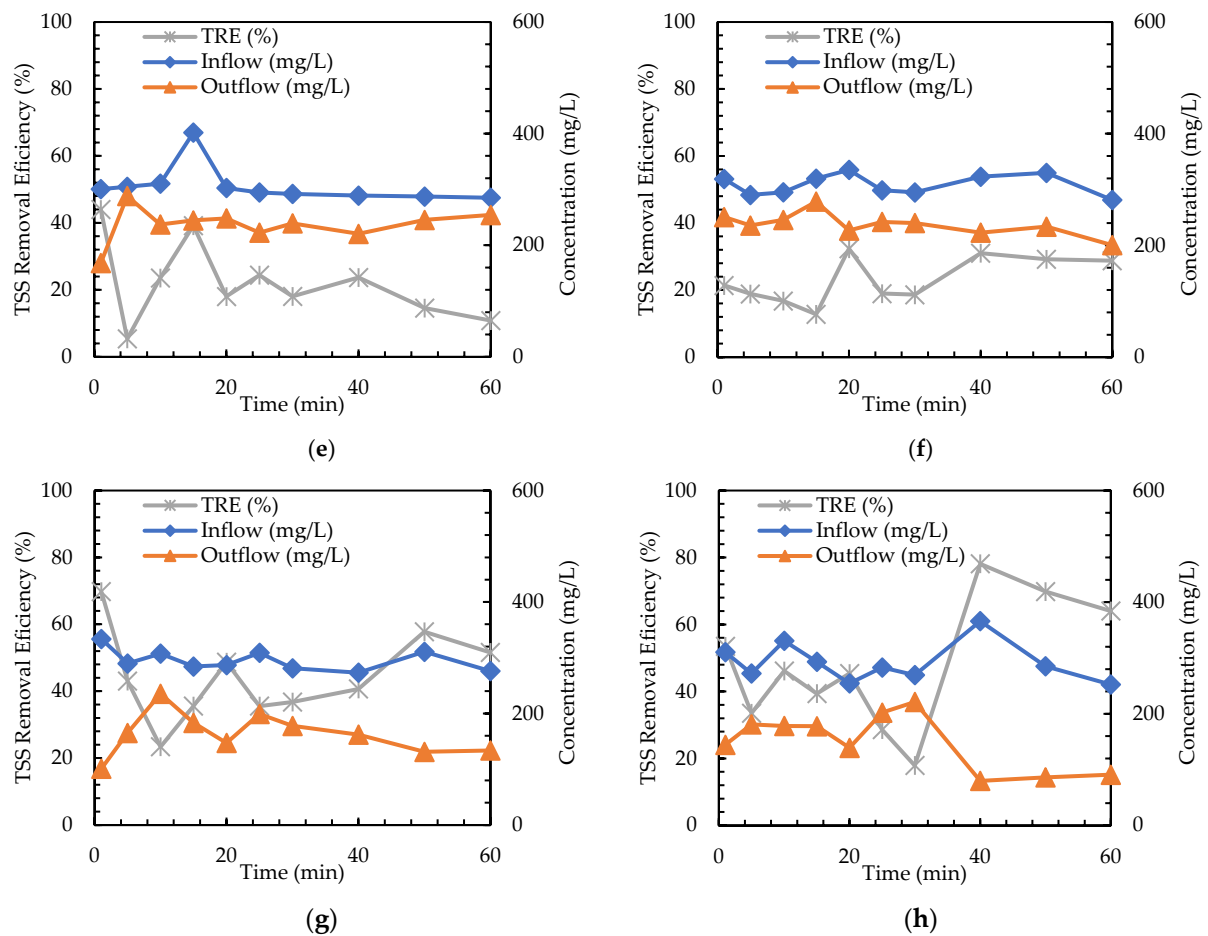 100
80
60
40
20
0
TSS Removal Eficiency (%)
TRE (%)
Inflow (mg/L)
Outflow (mg/L)
600
400
200
0
Concentration (mg/L)
0 20 40 60
Time (min)
(e)
100
80
60
40
20
0
TSS Removal Eficiency (%)
TRE (%)
Inflow (mg/L)
Outflow (mg/L)
600
400
200
0
Concentration (mg/L)
0 20 40 60
Time (min)
(f)
100
80
60
40
20
0
TSS Removal Eficiency (%)
TRE (%)
Inflow (mg/L)
Outflow (mg/L)
600
400
200
0
Concentration (mg/L)
0 20 40 60
Time (min)
(g)
100
80
60
40
20
0
TSS Removal Eficiency (%)
TRE (%)
Inflow (mg/L)
Outflow (mg/L)
600
400
200
0
Concentration (mg/L)
0 20 40 60
Time (min)
(h)